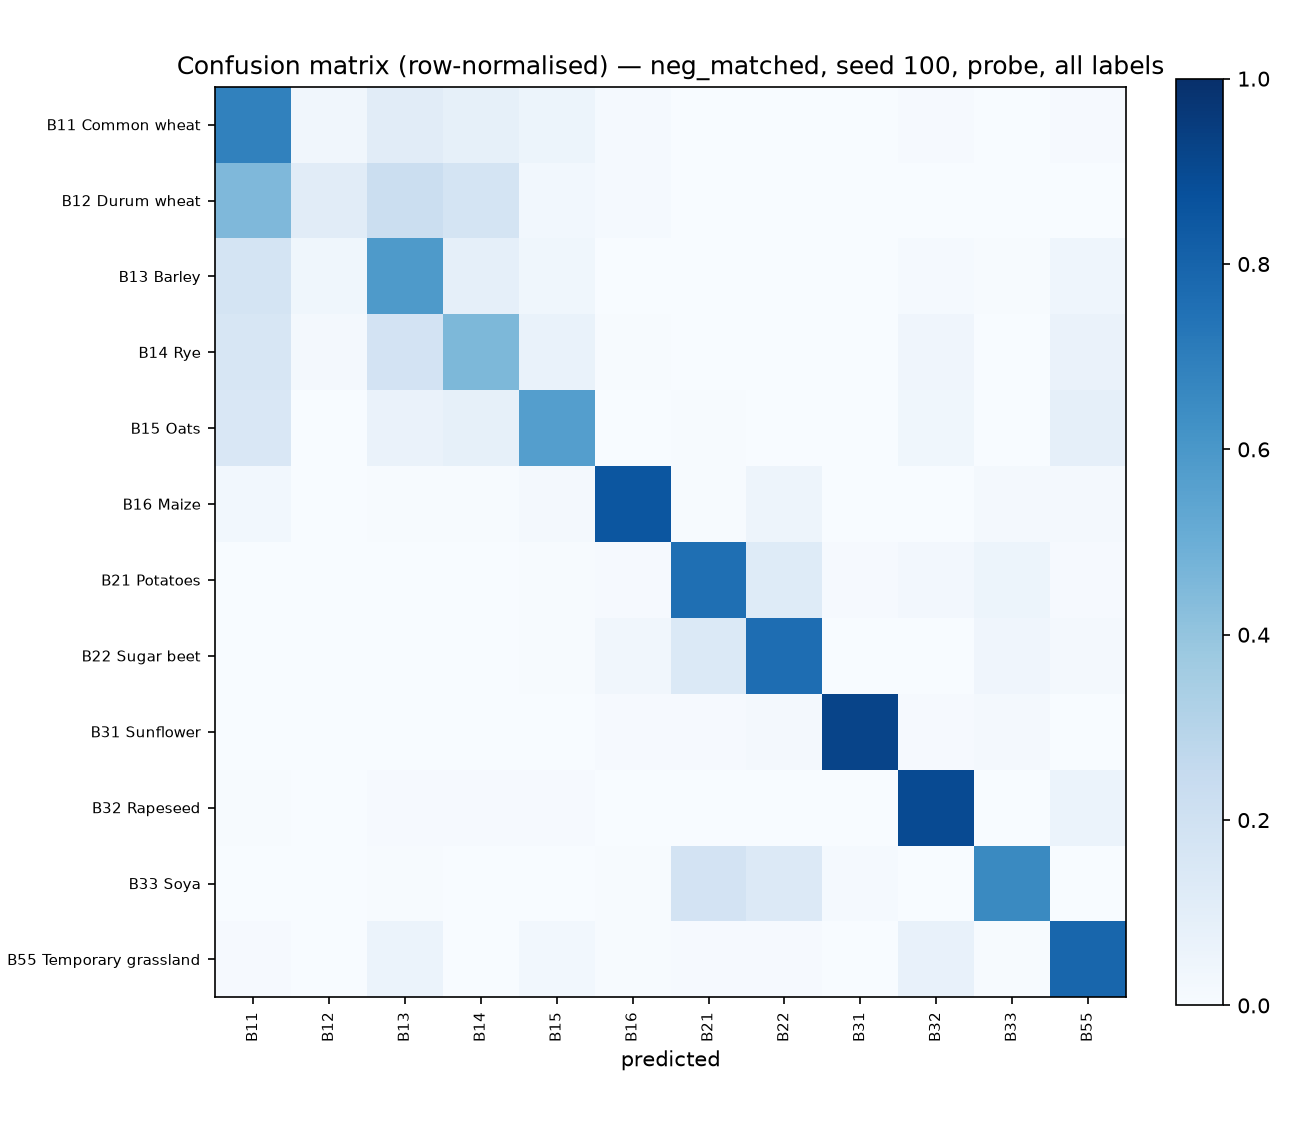 Confusion matrix (row-normalised) — neg_matched, seed 100, probe, all labels
B11 Common wheat
B12 Durum wheat
B13 Barley
B14 Rye
B15 Oats
B16 Maize
B21 Potatoes
B22 Sugar beet
B31 Sunflower
B32 Rapeseed
B33 Soya
B55 Temporary grassland
B11
B12
B13
B14
B15
B16
B21
B22
B31
B32
B33
B55
predicted
1.0
0.8
0.6
0.4
0.2
0.0